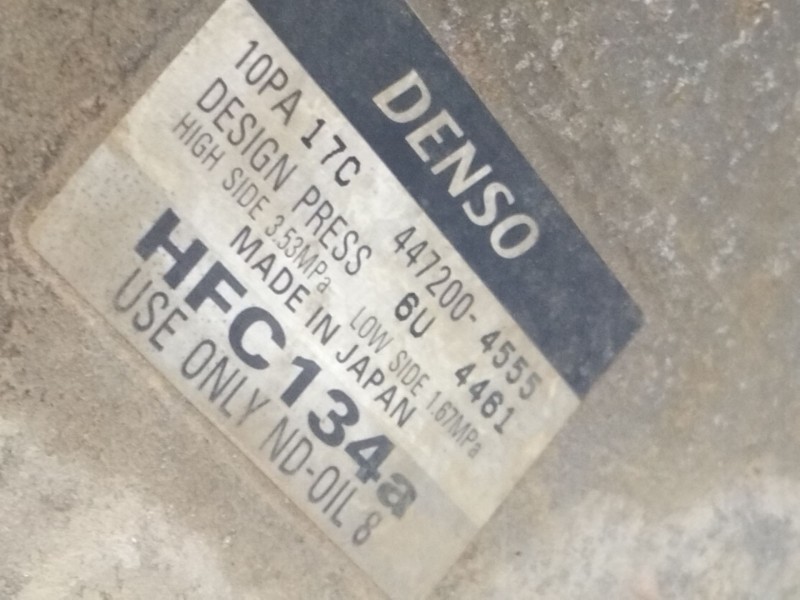 DENSO
10PA 17C 447200-4555
DESIGN PRESS 6U 4461
HIGH SIDE 3.53MPa LOW SIDE 1.67MPa
MADE IN JAPAN
HFC134a
USE ONLY ND-OIL 8